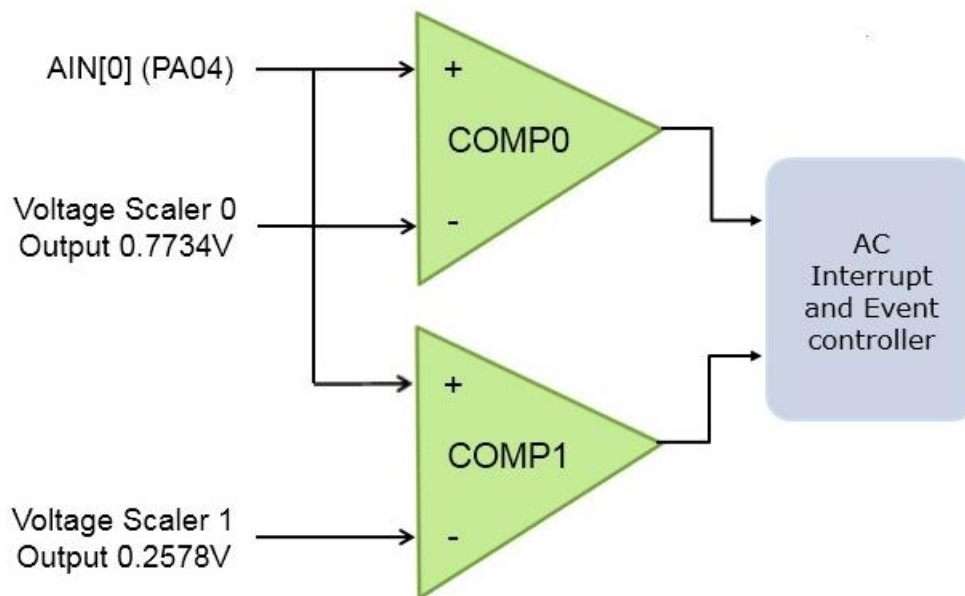 AIN[0] (PA04)
+
COMP0
Voltage Scaler 0
Output 0.7734V
-
AC
Interrupt
and Event
controller
+
COMP1
Voltage Scaler 1
Output 0.2578V
-